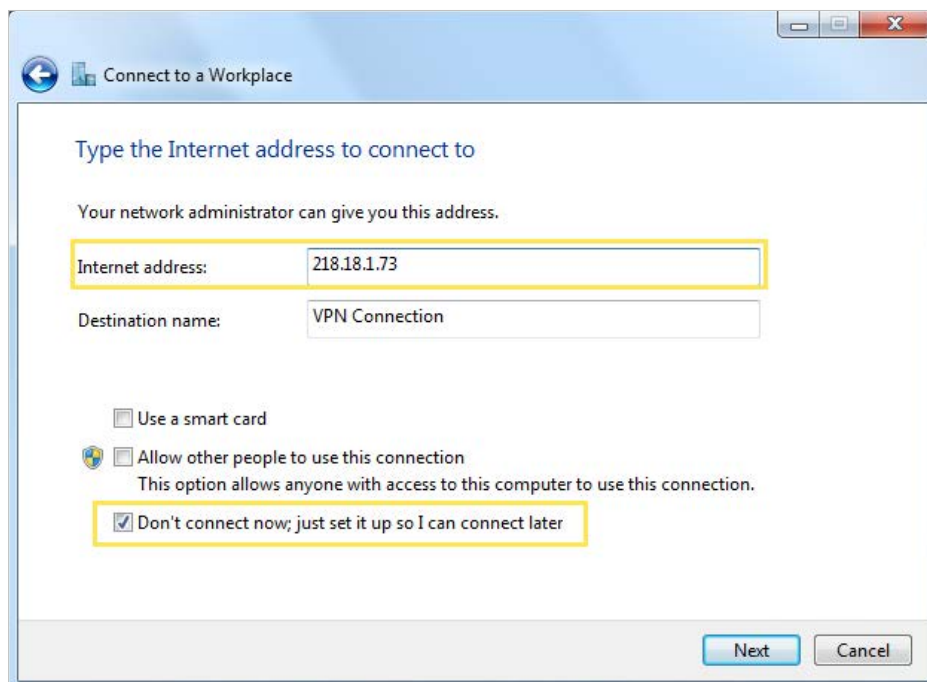 Connect to a Workplace
Type the Internet address to connect to
Your network administrator can give you this address.
Internet address: 218.18.1.73
Destination name: VPN Connection
Use a smart card
Allow other people to use this connection
This option allows anyone with access to this computer to use this connection.
Don't connect now; just set it up so I can connect later
Next Cancel